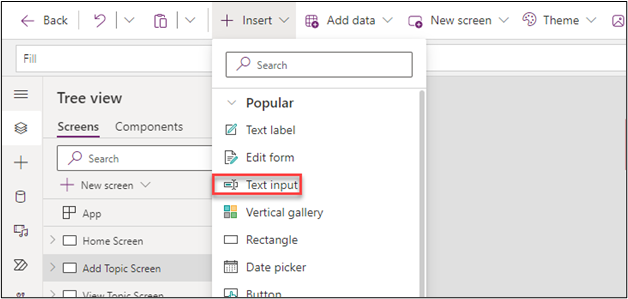 Back
Insert
Add data
New screen
Theme
Fill
Search
Popular
Text label
Edit form
Text input
Vertical gallery
Rectangle
Date picker
Button
Tree view
Screens Components
Search
New screen
App
Home Screen
Add Topic Screen
View Topic Screen